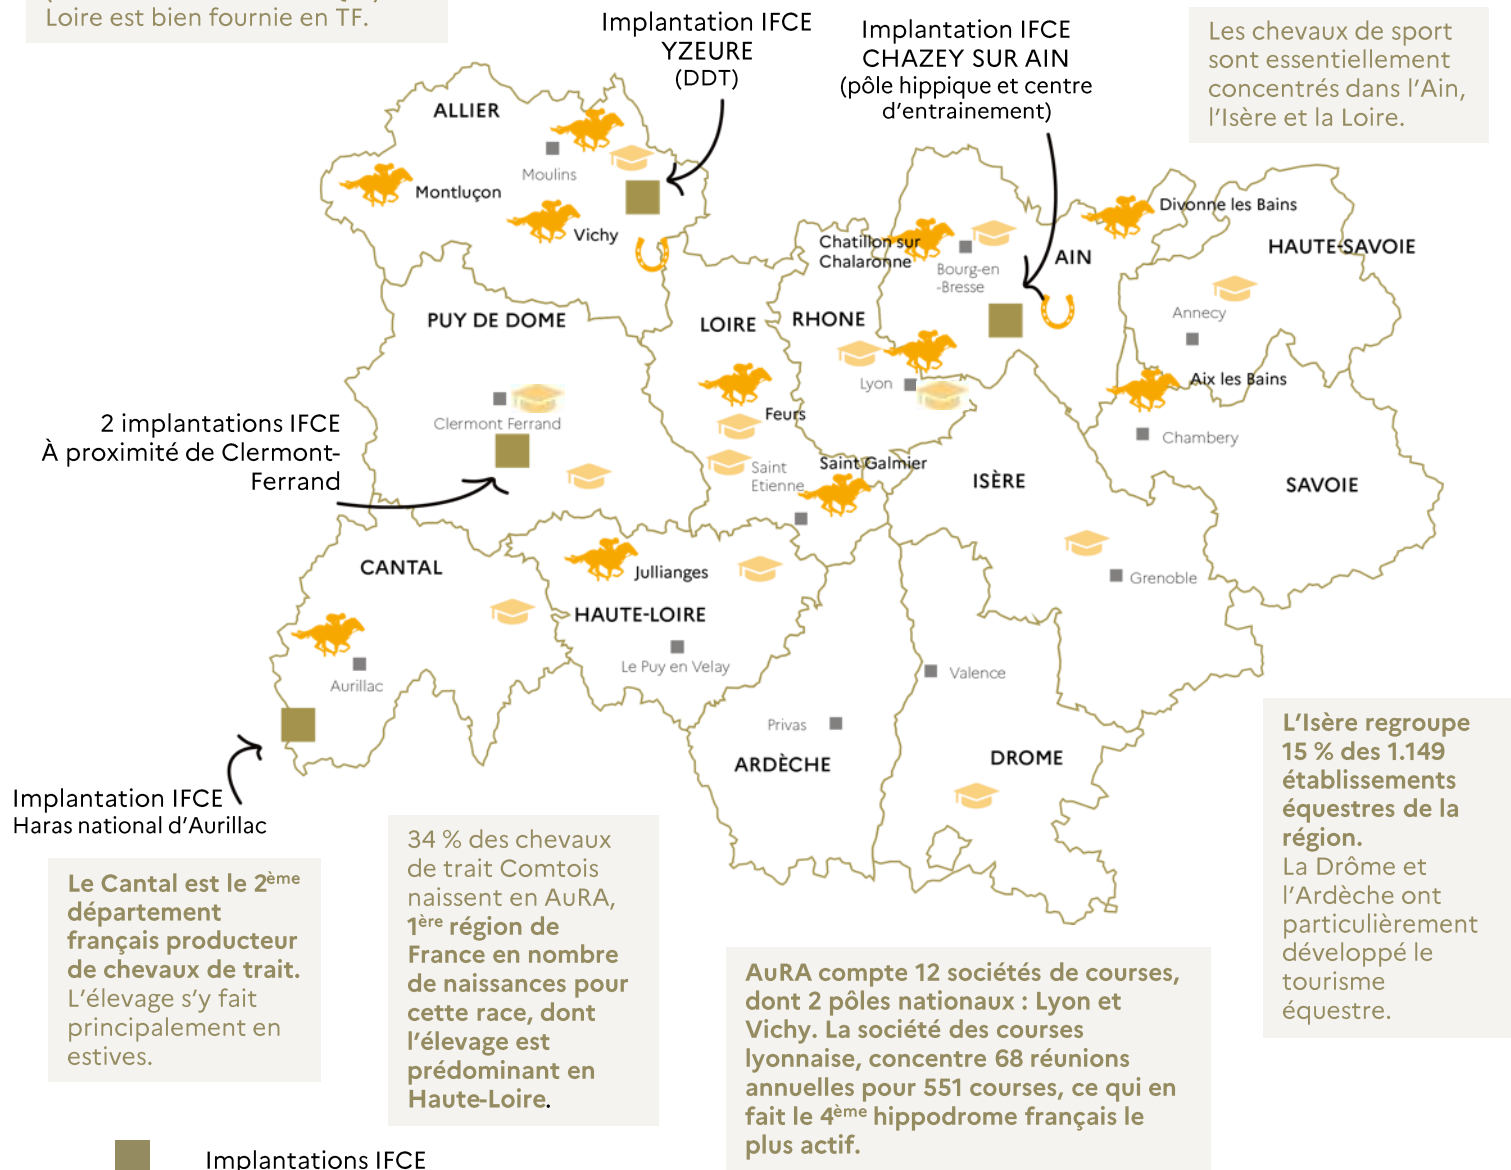 Loire est bien fournie en TF.
Implantation IFCE
YZEURE
(DDT)
Implantation IFCE
CHAZEY SUR AIN
(pôle hippique et centre
d'entrainement)
Les chevaux de sport
sont essentiellement
concentrés dans l'Ain,
l'Isère et la Loire.
ALLIER
Moulins
Montluçon
Vichy
Chatillon sur
Chalaronne
Bourg-en
-Bresse
AIN
Divonne les Bains
HAUTE-SAVOIE
Annecy
PUY DE DOME
LOIRE
RHONE
Lyon
Aix les Bains
Chambery
Clermont Ferrand
Feurs
Saint
Etienne
Saint Galmier
ISÈRE
SAVOIE
2 implantations IFCE
À proximité de Clermont-
Ferrand
CANTAL
Jullianges
HAUTE-LOIRE
Grenoble
Aurillac
Le Puy en Velay
Valence
Privas
ARDÈCHE
DROME
Implantation IFCE
Haras national d'Aurillac
Le Cantal est le 2ème
département
français producteur
de chevaux de trait.
L'élevage s'y fait
principalement en
estives.
34 % des chevaux
de trait Comtois
naissent en AuRA,
1ère région de
France en nombre
de naissances pour
cette race, dont
l'élevage est
prédominant en
Haute-Loire.
AuRA compte 12 sociétés de courses,
dont 2 pôles nationaux : Lyon et
Vichy. La société des courses
lyonnaise, concentre 68 réunions
annuelles pour 551 courses, ce qui en
fait le 4ème hippodrome français le
plus actif.
L'Isère regroupe
15 % des 1.149
établissements
équestres de la
région.
La Drôme et
l'Ardèche ont
particulièrement
développé le
tourisme
équestre.
Implantations IFCE